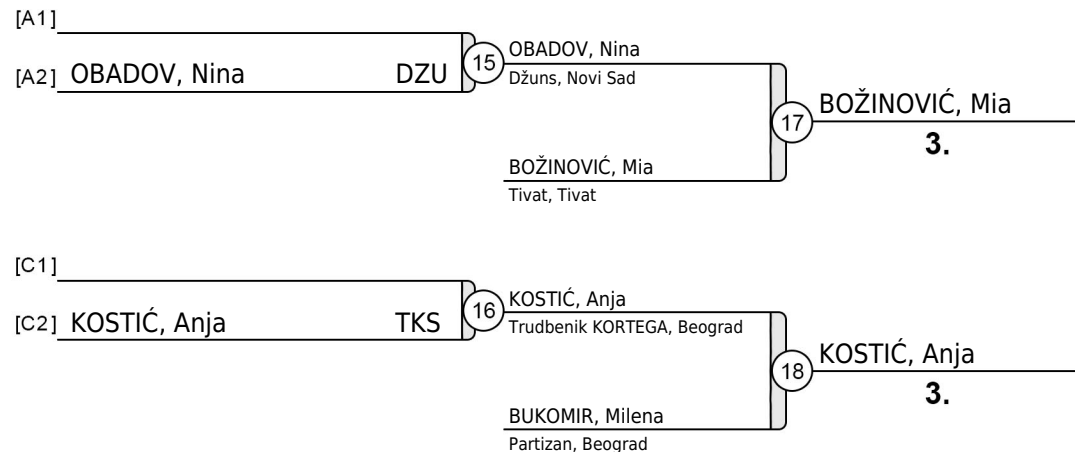 [A1]
[A2] OBADOV, Nina DZU
15
OBADOV, Nina
Džuns, Novi Sad
17
BOŽINOVIĆ, Mia
3.
BOŽINOVIĆ, Mia
Tivat, Tivat
[C1]
[C2] KOSTIĆ, Anja TKS
16
KOSTIĆ, Anja
Trudbenik KORTEGA, Beograd
18
KOSTIĆ, Anja
3.
BUKOMIR, Milena
Partizan, Beograd